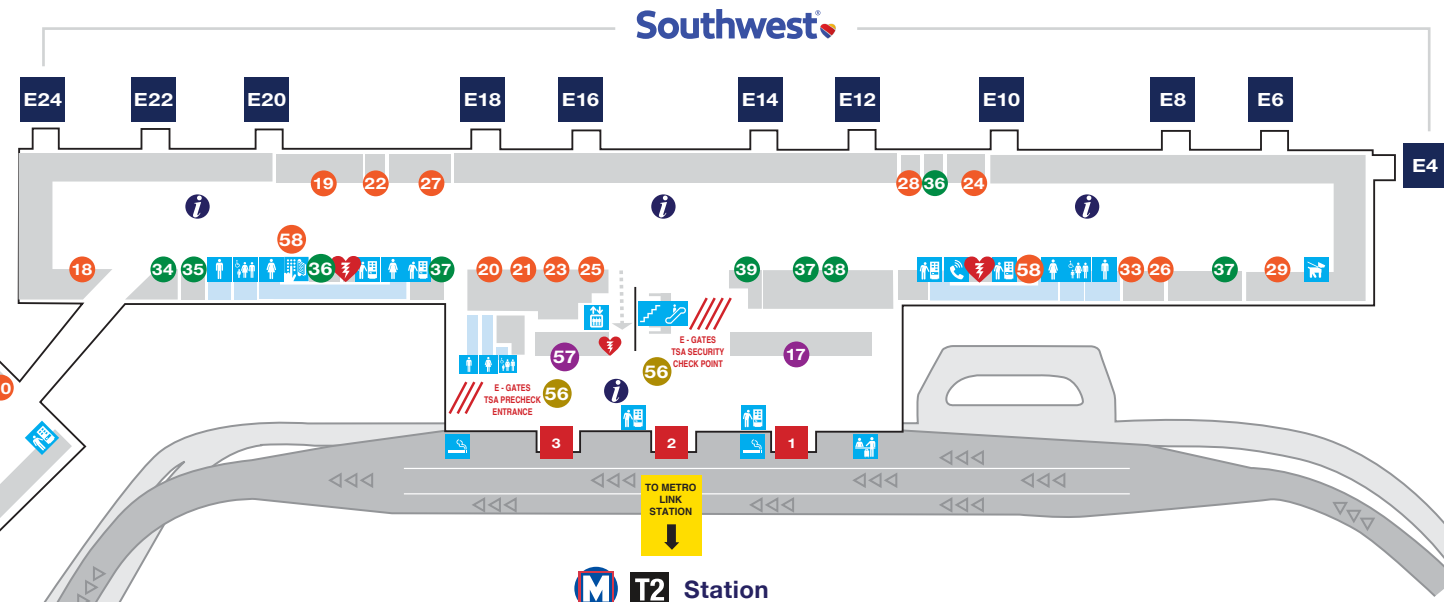 Southwest®
E24 E22 E20 E18 E16 E14 E12 E10 E8 E6
E4
19 22 27 28 36 24
i i i
58
18 34 35 36 37 20 21 23 25 39 37 38 58 33 26 37 29
E - GATES
TSA SECURITY
CHECK POINT
57 17
56
E - GATES
TSA PRECHECK
ENTRANCE
56
i
0
3 2 1
TO METRO
LINK
STATION
M T2 Station